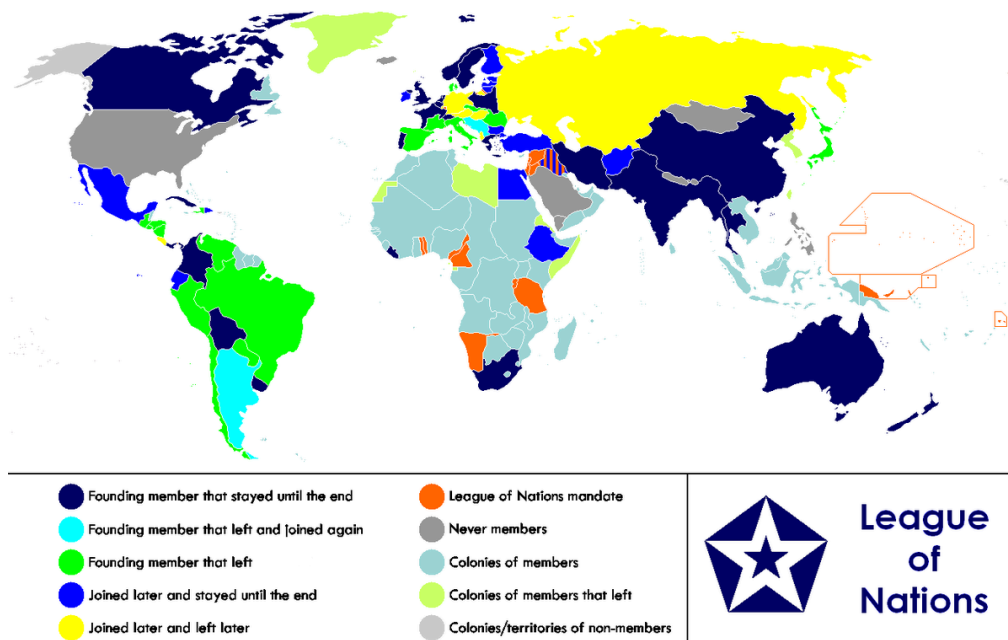 Founding member that stayed until the end
Founding member that left and joined again
Founding member that left
Joined later and stayed until the end
Joined later and left later
League of Nations mandate
Never members
Colonies of members
Colonies of members that left
Colonies/territories of non-members
League
of
Nations